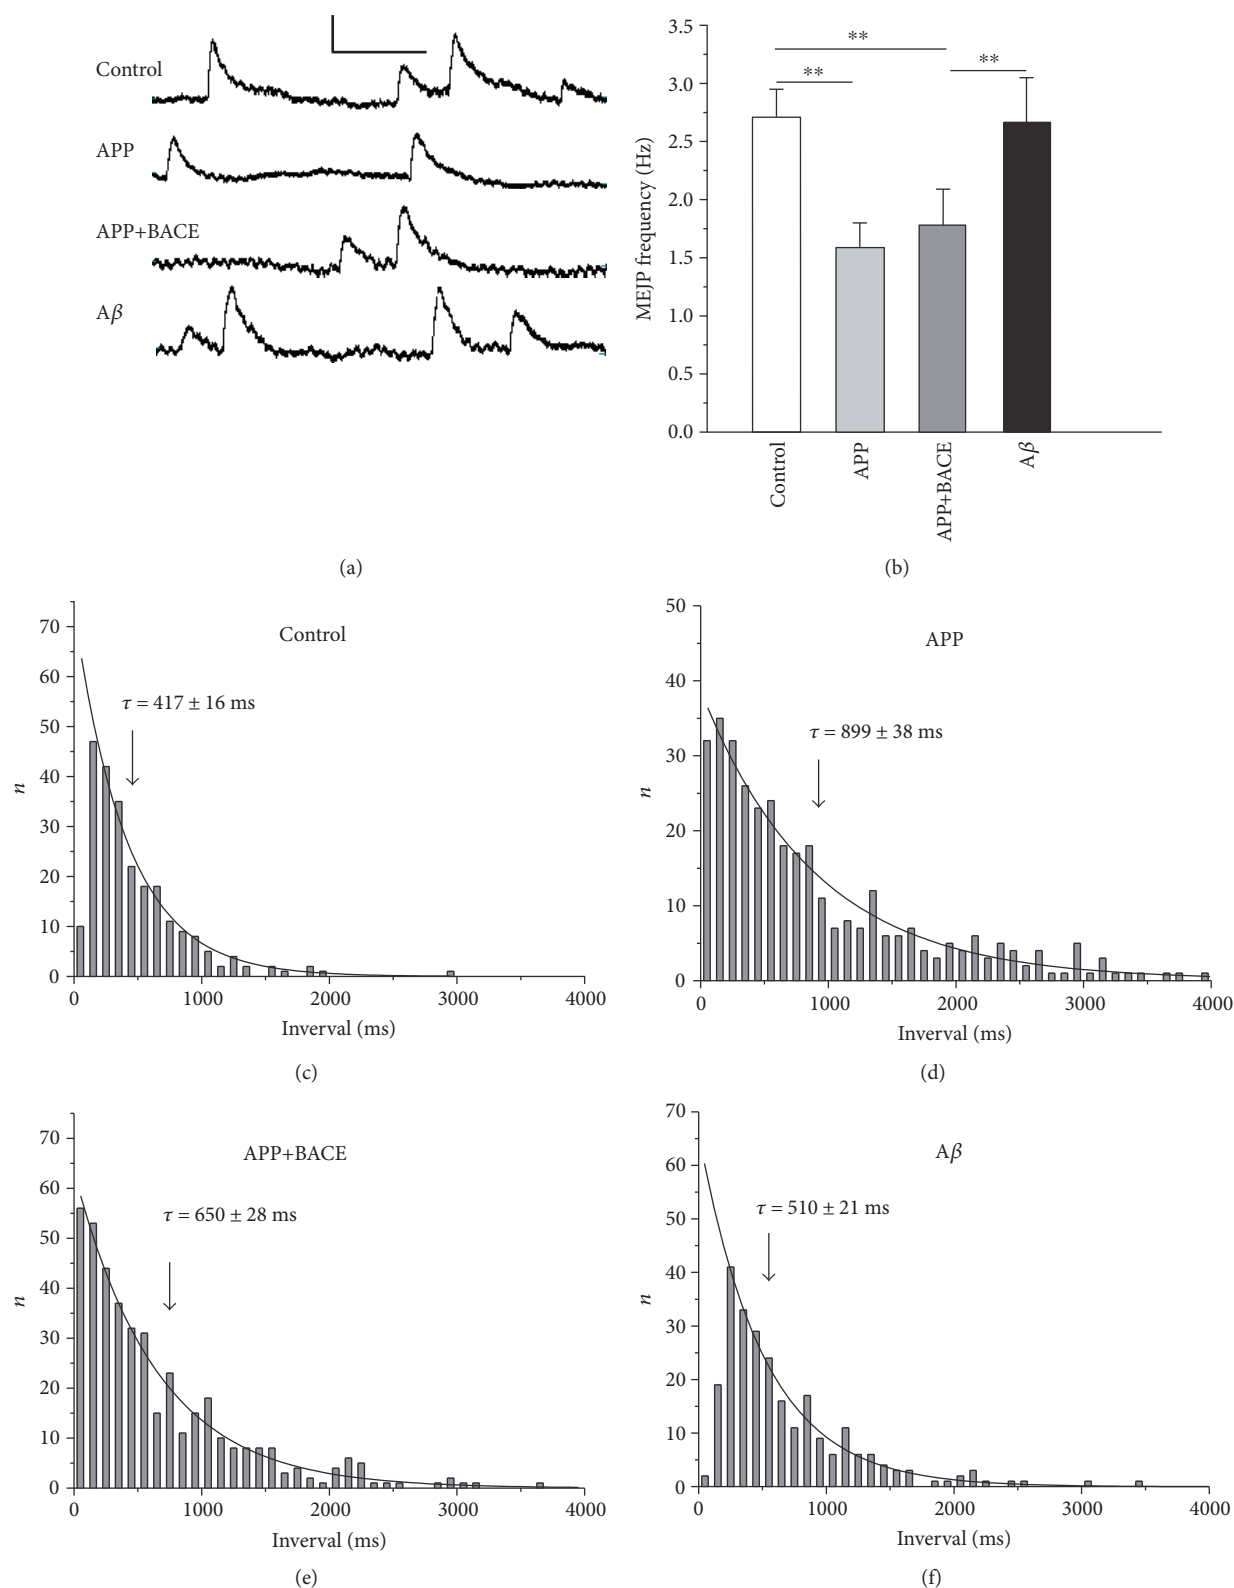 Control
APP
APP+BACE
Aβ
(a)
3.5
3.0
2.5
2.0
1.5
1.0
0.5
0.0
MEJP frequency (Hz)
**
**
**
Control
APP
APP+BACE
Aβ
(b)
70
60
50
40
30
20
10
0
n
Control
τ = 417 ± 16 ms
0 1000 2000 3000 4000
Inverval (ms)
(c)
50
40
30
20
10
0
n
APP
τ = 899 ± 38 ms
0 1000 2000 3000 4000
Inverval (ms)
(d)
70
60
50
40
30
20
10
0
n
APP+BACE
τ = 650 ± 28 ms
0 1000 2000 3000 4000
Inverval (ms)
(e)
70
60
50
40
30
20
10
0
n
Aβ
τ = 510 ± 21 ms
0 1000 2000 3000 4000
Inverval (ms)
(f)